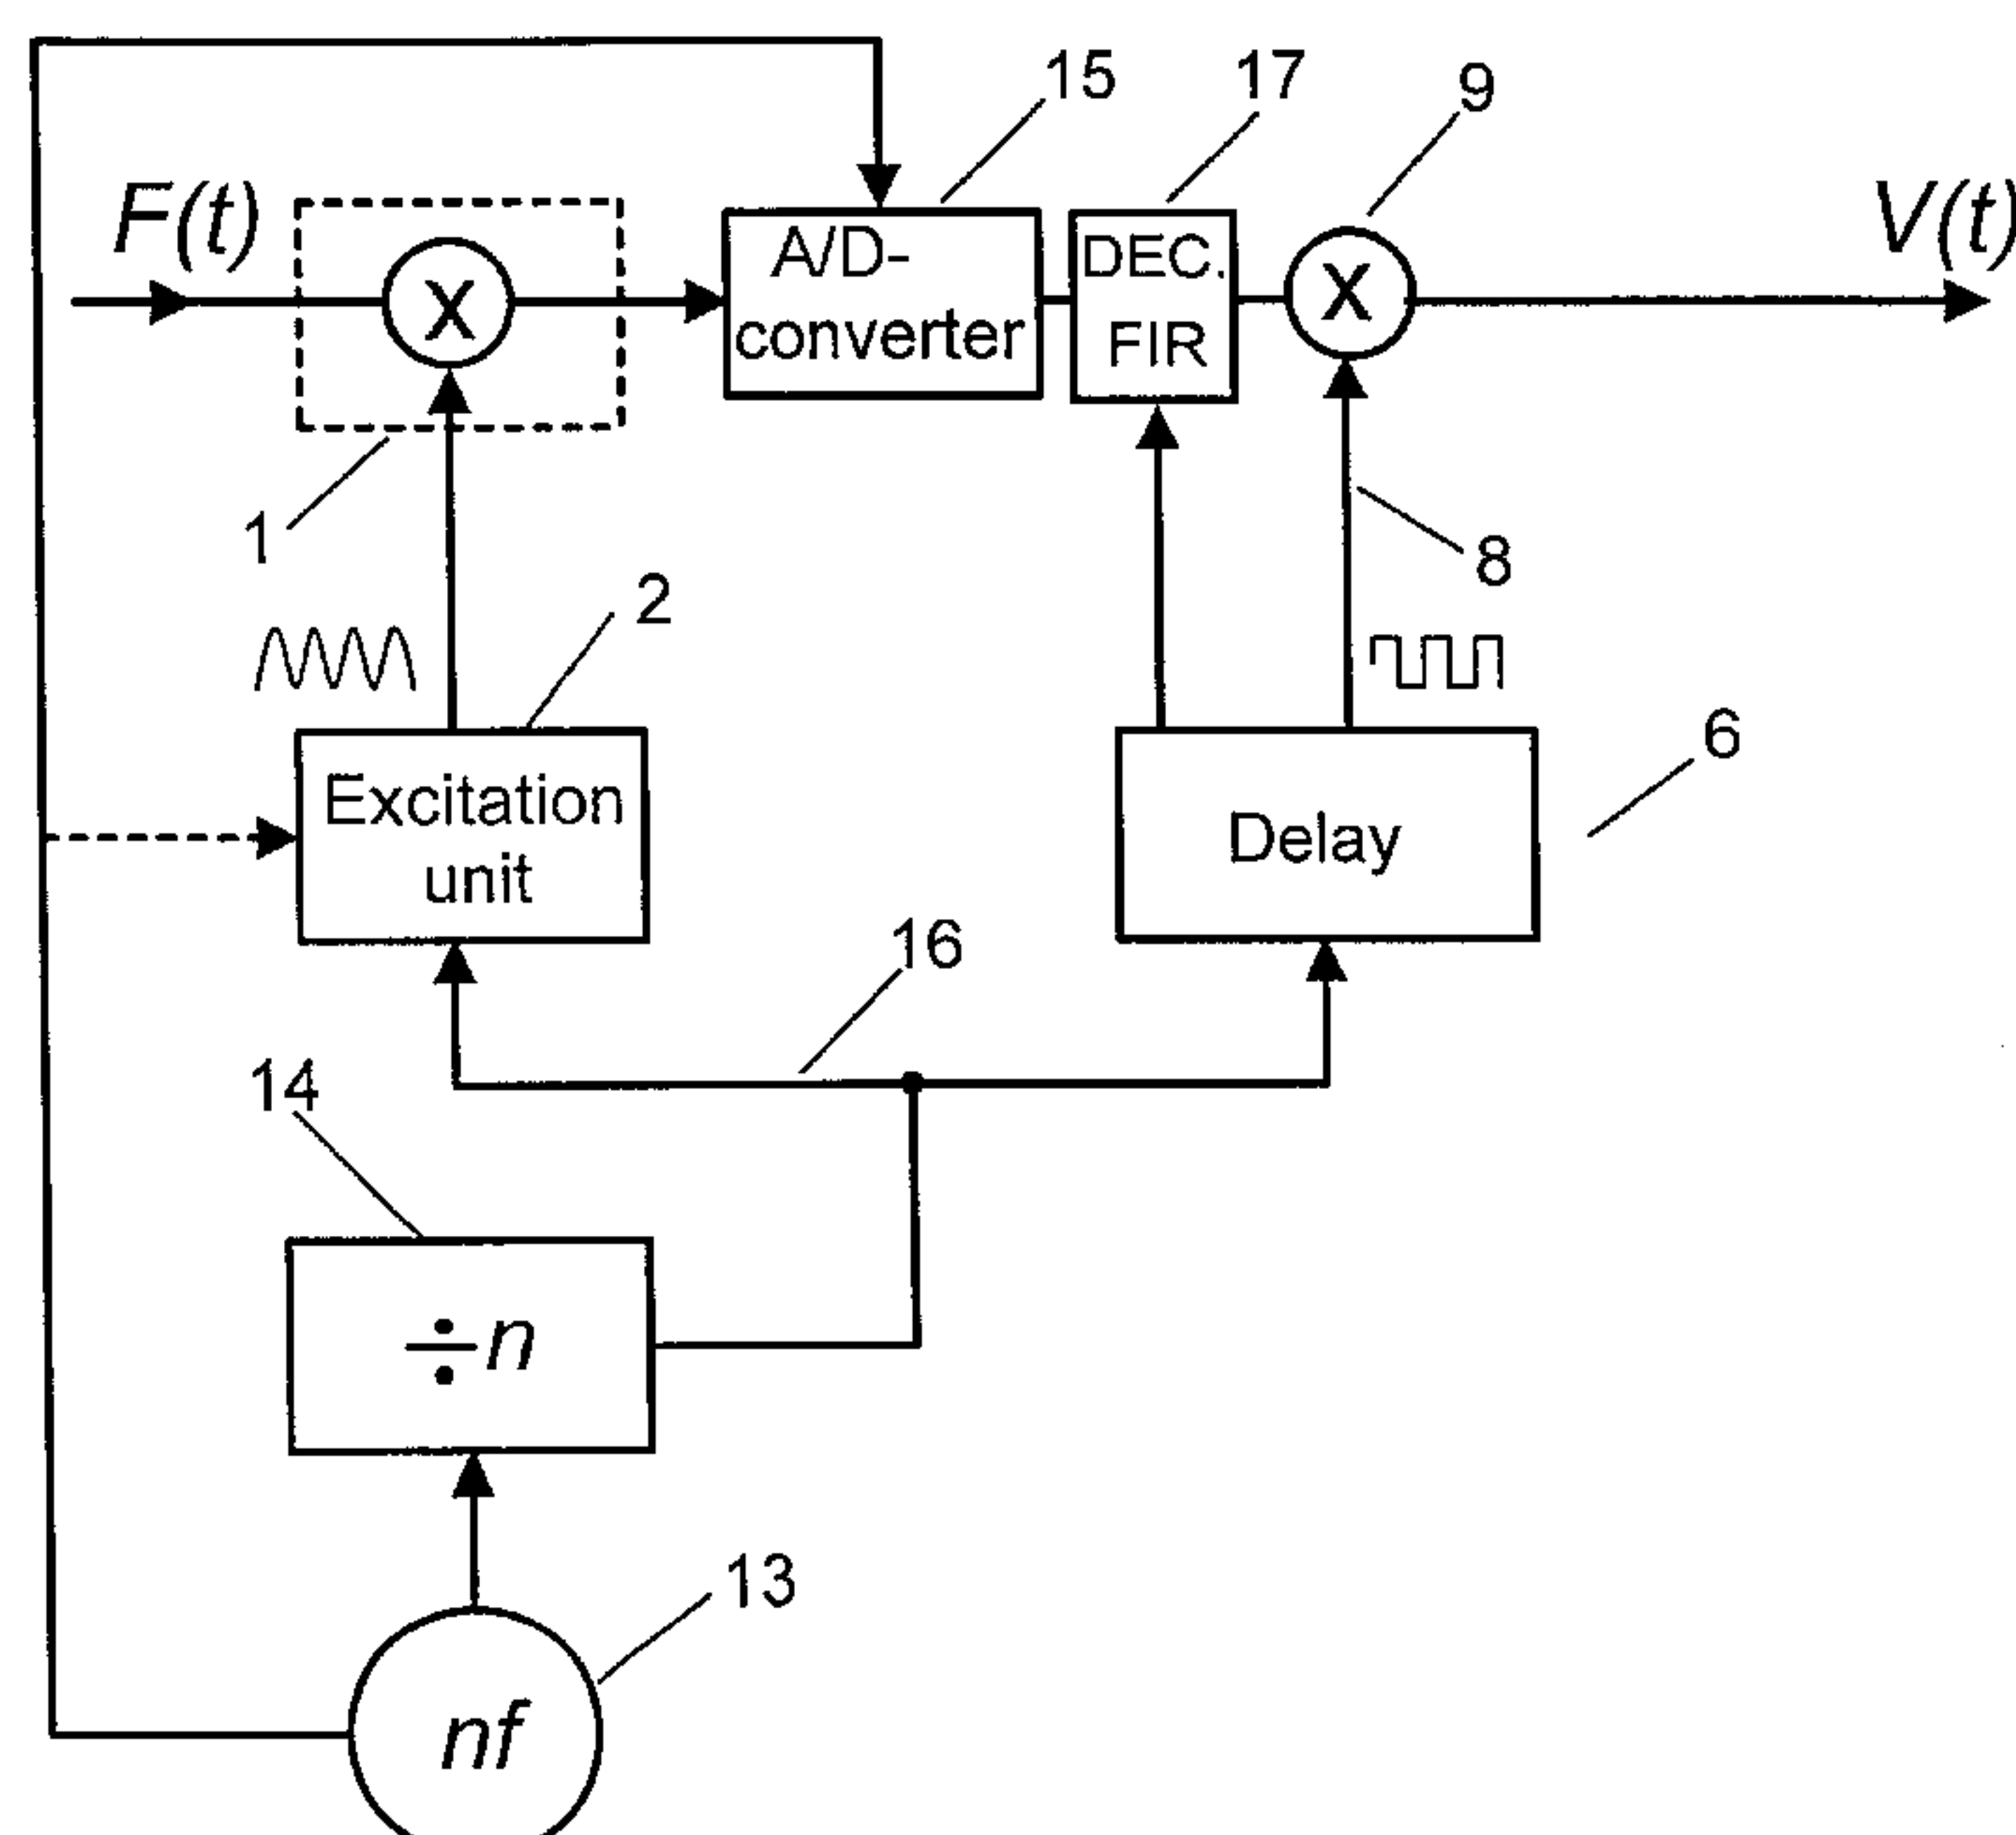 15
17
9
F(t)
V(t)
A/D-
converter
DEC.
FIR
X
X
1
8
2
6
Excitation
unit
Delay
16
14
÷n
13
nf